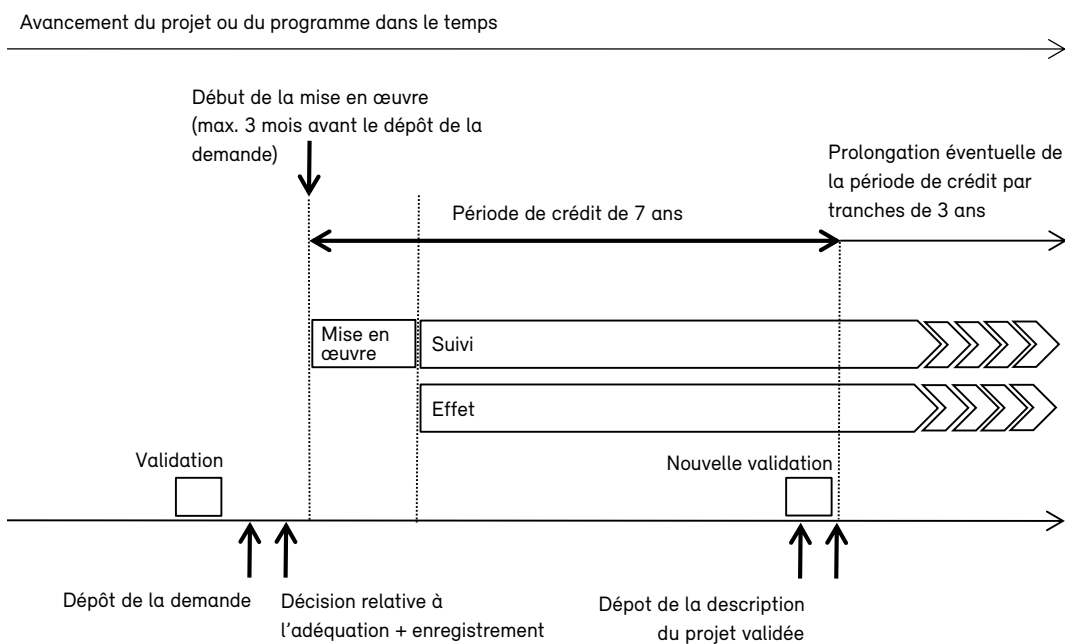 Avancement du projet ou du programme dans le temps
Début de la mise en œuvre
(max. 3 mois avant le dépôt de la
demande)
Prolongation éventuelle de
la période de crédit par
tranches de 3 ans
Période de crédit de 7 ans
Mise en
œuvre
Suivi
Effet
Validation
Nouvelle validation
Dépôt de la demande
Décision relative à
l'adéquation + enregistrement
Dépot de la description
du projet validée